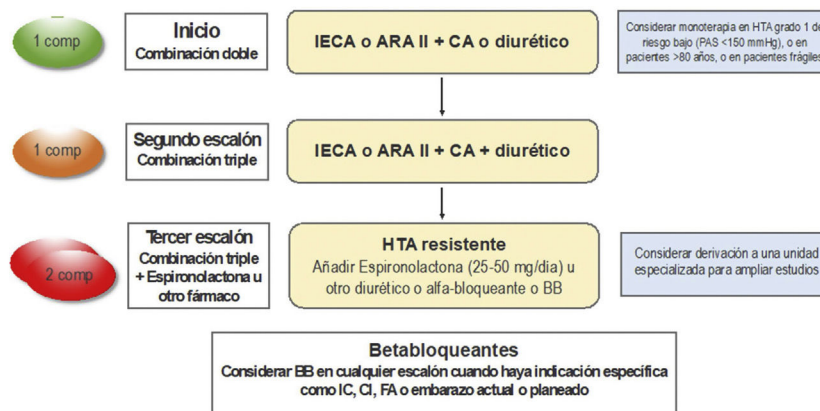 1 comp
Inicio
Combinación doble
IECA o ARA II + CA o diurético
Considerar monoterapia en HTA grado 1 de
riesgo bajo (PAS <150 mmHg), o en
pacientes >80 años, o en pacientes frágiles
1 comp
Segundo escalón
Combinación triple
IECA o ARA II + CA + diurético
2 comp
Tercer escalón
Combinación triple
+ Espironolactona u
otro fármaco
HTA resistente
Añadir Espironolactona (25-50 mg/dia) u
otro diurético o alfa-bloqueante o BB
Considerar derivación a una unidad
especializada para ampliar estudios
Betabloqueantes
Considerar BB en cualquier escalón cuando haya indicación específica
como IC, CI, FA o embarazo actual o planeado